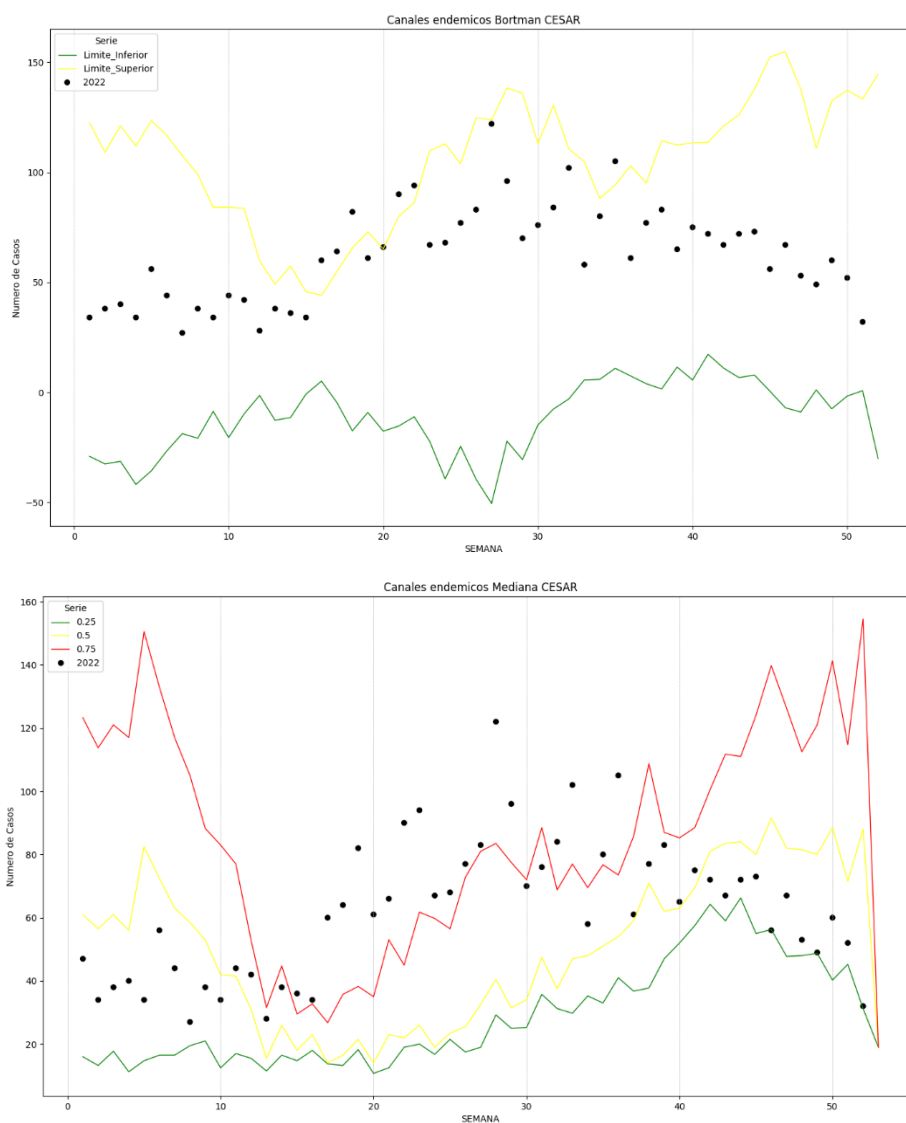 Canales endemicos Bortman CESAR
Serie
Limite_Inferior
Limite_Superior
2022
150
100
50
0
−50
Numero de Casos
0 10 20 30 40 50
SEMANA
Canales endemicos Mediana CESAR
Serie
0.25
0.5
0.75
2022
160
140
120
100
80
60
40
20
Numero de Casos
0 10 20 30 40 50
SEMANA